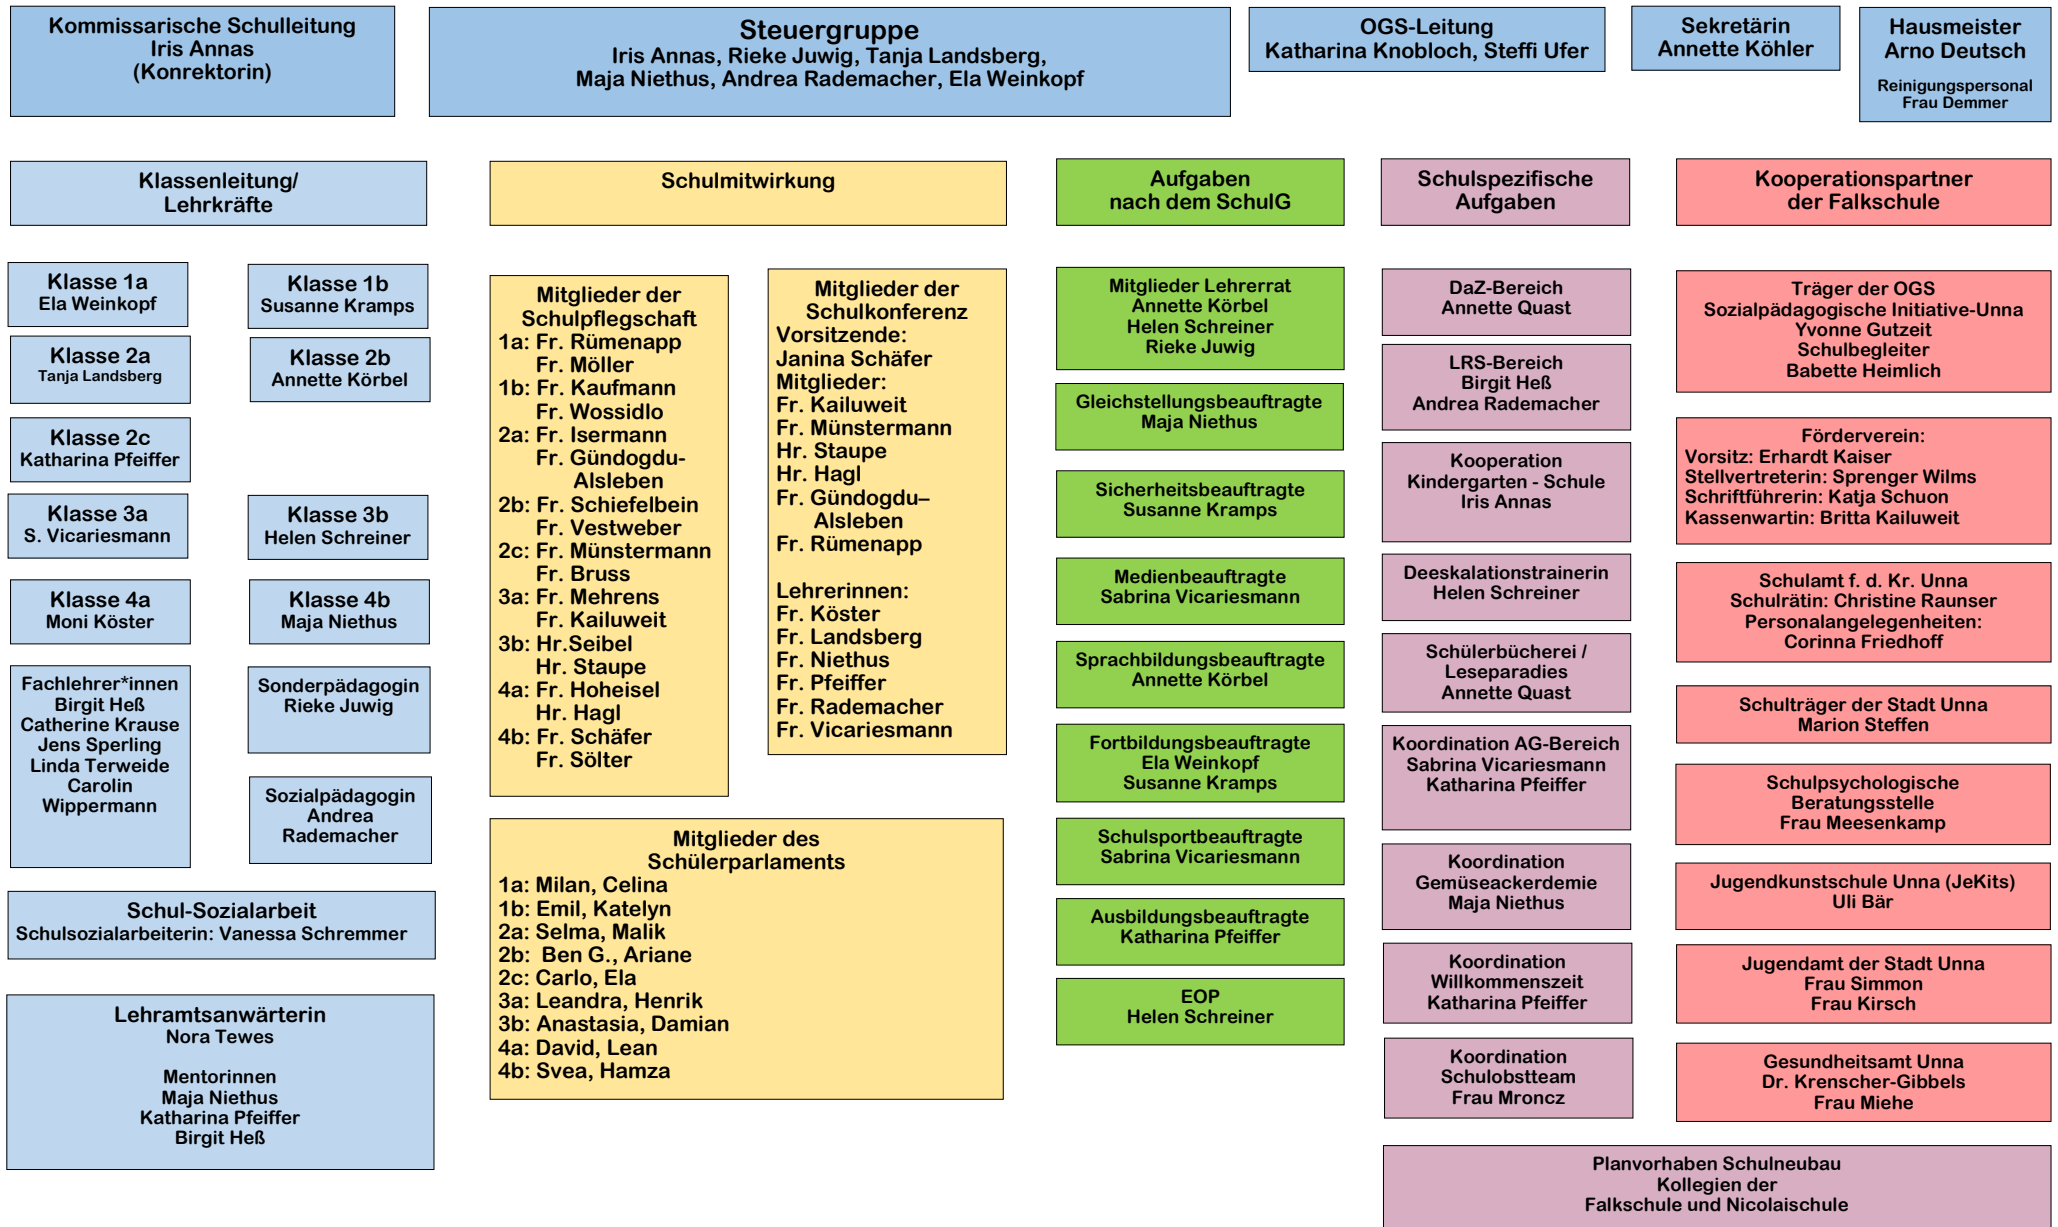 Kommissarische Schulleitung
Iris Annas
(Konrektorin)
Steuergruppe
Iris Annas, Rieke Juwig, Tanja Landsberg,
Maja Niethus, Andrea Rademacher, Ela Weinkopf
OGS-Leitung
Katharina Knobloch, Steffi Ufer
Sekretärin
Annette Köhler
Hausmeister
Arno Deutsch
Reinigungspersonal
Frau Demmer
Klassenleitung/
Lehrkräfte
Klasse 1a
Ela Weinkopf
Klasse 1b
Susanne Kramps
Klasse 2a
Tanja Landsberg
Klasse 2b
Annette Körbel
Klasse 2c
Katharina Pfeiffer
Klasse 3a
S. Vicariesmann
Klasse 3b
Helen Schreiner
Klasse 4a
Moni Köster
Klasse 4b
Maja Niethus
Fachlehrer*innen
Birgit Heß
Catherine Krause
Jens Sperling
Linda Terweide
Carolin
Wippermann
Sonderpädagogin
Rieke Juwig
Sozialpädagogin
Andrea
Rademacher
Schul-Sozialarbeit
Schulsozialarbeiterin: Vanessa Schremmer
Lehramtsanwärterin
Nora Tewes
Mentorinnen
Maja Niethus
Katharina Pfeiffer
Birgit Heß
Schulmitwirkung
Mitglieder der
Schulpflegschaft
1a: Fr. Rümenapp
Fr. Möller
1b: Fr. Kaufmann
Fr. Wossidlo
2a: Fr. Isermann
Fr. Gündogdu-
Alsleben
2b: Fr. Schiefelbein
Fr. Vestweber
2c: Fr. Münstermann
Fr. Bruss
3a: Fr. Mehrens
Fr. Kailuweit
3b: Hr.Seibel
Hr. Staupe
4a: Fr. Hoheisel
Hr. Hagl
4b: Fr. Schäfer
Fr. Sölter
Mitglieder der
Schulkonferenz
Vorsitzende:
Janina Schäfer
Mitglieder:
Fr. Kailuweit
Fr. Münstermann
Hr. Staupe
Hr. Hagl
Fr. Gündogdu–
Alsleben
Fr. Rümenapp
Lehrerinnen:
Fr. Köster
Fr. Landsberg
Fr. Niethus
Fr. Pfeiffer
Fr. Rademacher
Fr. Vicariesmann
Mitglieder des
Schülerparlaments
1a: Milan, Celina
1b: Emil, Katelyn
2a: Selma, Malik
2b: Ben G., Ariane
2c: Carlo, Ela
3a: Leandra, Henrik
3b: Anastasia, Damian
4a: David, Lean
4b: Svea, Hamza
Aufgaben
nach dem SchulG
Mitglieder Lehrerrat
Annette Körbel
Helen Schreiner
Rieke Juwig
Gleichstellungsbeauftragte
Maja Niethus
Sicherheitsbeauftragte
Susanne Kramps
Medienbeauftragte
Sabrina Vicariesmann
Sprachbildungsbeauftragte
Annette Körbel
Fortbildungsbeauftragte
Ela Weinkopf
Susanne Kramps
Schulsportbeauftragte
Sabrina Vicariesmann
Ausbildungsbeauftragte
Katharina Pfeiffer
EOP
Helen Schreiner
Schulspezifische
Aufgaben
DaZ-Bereich
Annette Quast
LRS-Bereich
Birgit Heß
Andrea Rademacher
Kooperation
Kindergarten - Schule
Iris Annas
Deeskalationstrainerin
Helen Schreiner
Schülerbücherei /
Leseparadies
Annette Quast
Koordination AG-Bereich
Sabrina Vicariesmann
Katharina Pfeiffer
Koordination
Gemüseackerdemie
Maja Niethus
Koordination
Willkommenszeit
Katharina Pfeiffer
Koordination
Schulobstteam
Frau Mroncz
Planvorhaben Schulneubau
Kollegien der
Falkschule und Nicolaischule
Kooperationspartner
der Falkschule
Träger der OGS
Sozialpädagogische Initiative-Unna
Yvonne Gutzeit
Schulbegleiter
Babette Heimlich
Förderverein:
Vorsitz: Erhardt Kaiser
Stellvertreterin: Sprenger Wilms
Schriftführerin: Katja Schuon
Kassenwartin: Britta Kailuweit
Schulamt f. d. Kr. Unna
Schulrätin: Christine Raunser
Personalangelegenheiten:
Corinna Friedhoff
Schulträger der Stadt Unna
Marion Steffen
Schulpsychologische
Beratungsstelle
Frau Meesenkamp
Jugendkunstschule Unna (JeKits)
Uli Bär
Jugendamt der Stadt Unna
Frau Simmon
Frau Kirsch
Gesundheitsamt Unna
Dr. Krenscher-Gibbels
Frau Miehe